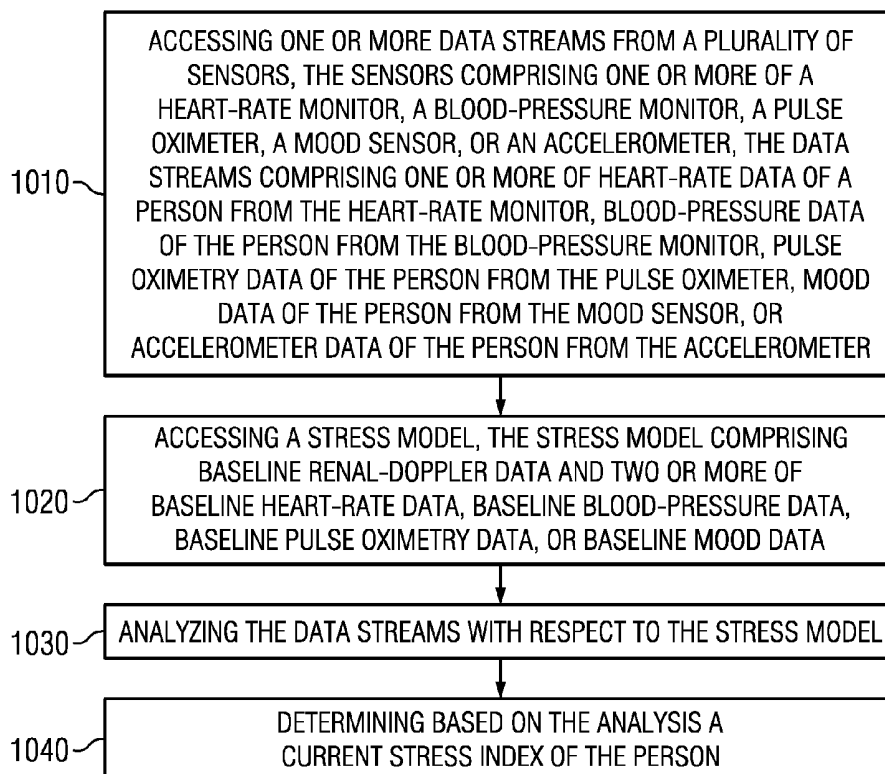 ACCESSING ONE OR MORE DATA STREAMS FROM A PLURALITY OF
SENSORS, THE SENSORS COMPRISING ONE OR MORE OF A
HEART-RATE MONITOR, A BLOOD-PRESSURE MONITOR, A PULSE
OXIMETER, A MOOD SENSOR, OR AN ACCELEROMETER, THE DATA
1010 STREAMS COMPRISING ONE OR MORE OF HEART-RATE DATA OF A
PERSON FROM THE HEART-RATE MONITOR, BLOOD-PRESSURE DATA
OF THE PERSON FROM THE BLOOD-PRESSURE MONITOR, PULSE
OXIMETRY DATA OF THE PERSON FROM THE PULSE OXIMETER, MOOD
DATA OF THE PERSON FROM THE MOOD SENSOR, OR
ACCELEROMETER DATA OF THE PERSON FROM THE ACCELEROMETER
ACCESSING A STRESS MODEL, THE STRESS MODEL COMPRISING
BASELINE RENAL-DOPPLER DATA AND TWO OR MORE OF
1020 BASELINE HEART-RATE DATA, BASELINE BLOOD-PRESSURE DATA,
BASELINE PULSE OXIMETRY DATA, OR BASELINE MOOD DATA
1030 ANALYZING THE DATA STREAMS WITH RESPECT TO THE STRESS MODEL
DETERMINING BASED ON THE ANALYSIS A
1040 CURRENT STRESS INDEX OF THE PERSON